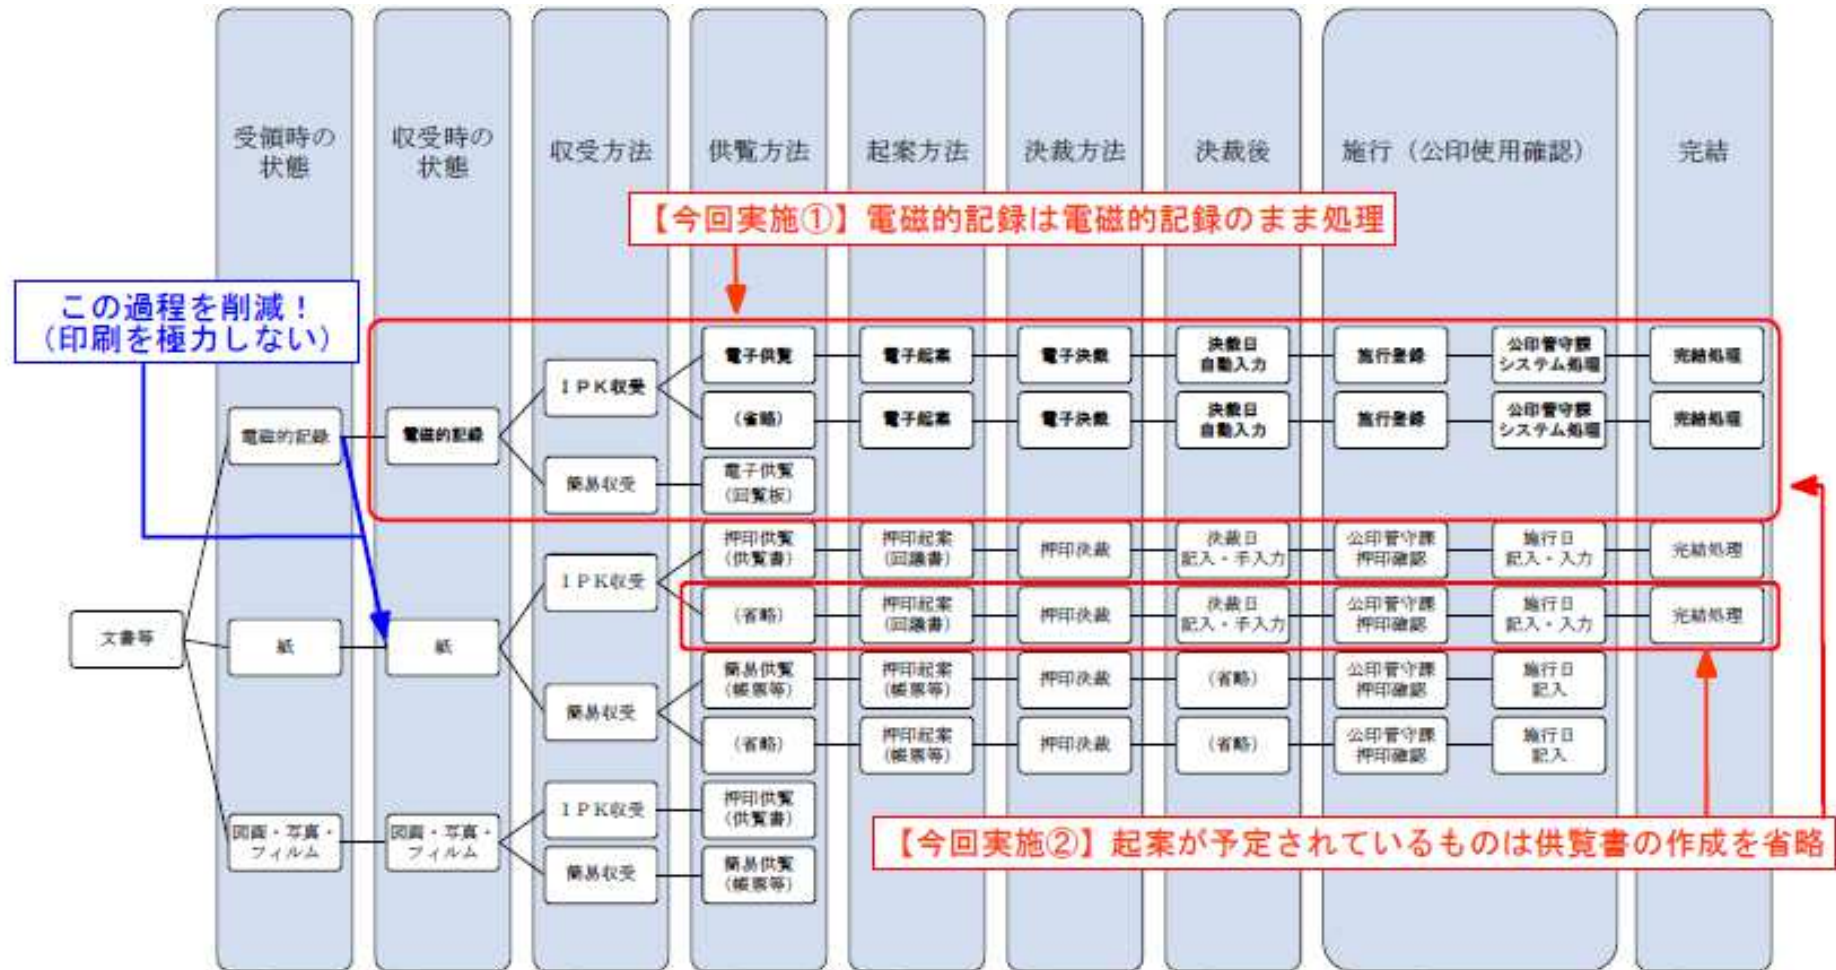 受領時の
状態
収受時の
状態
収受方法
供覧方法
起案方法
決裁方法
決裁後
施行（公印使用確認）
完結
【今回実施①】電磁的記録は電磁的記録のまま処理
この過程を削減！
（印刷を極力しない）
文書等
電磁的記録
電磁的記録
ＩＰＫ収受
電子供覧
電子起案
電子決裁
決裁日
自動入力
施行登録
公印管守課
システム処理
完結処理
（省略）
電子起案
電子決裁
決裁日
自動入力
施行登録
公印管守課
システム処理
完結処理
簡易収受
電子供覧
（回覧板）
紙
紙
ＩＰＫ収受
押印供覧
（供覧書）
押印起案
（回議書）
押印決裁
決裁日
記入・手入力
公印管守課
押印確認
施行日
記入・入力
完結処理
（省略）
押印起案
（回議書）
押印決裁
決裁日
記入・手入力
公印管守課
押印確認
施行日
記入・入力
完結処理
簡易収受
簡易供覧
（帳票等）
押印起案
（帳票等）
押印決裁
（省略）
公印管守課
押印確認
施行日
記入
（省略）
押印起案
（帳票等）
押印決裁
（省略）
公印管守課
押印確認
施行日
記入
図画・写真・
フィルム
図画・写真・
フィルム
ＩＰＫ収受
押印供覧
（供覧書）
簡易収受
簡易供覧
（帳票等）
【今回実施②】起案が予定されているものは供覧書の作成を省略